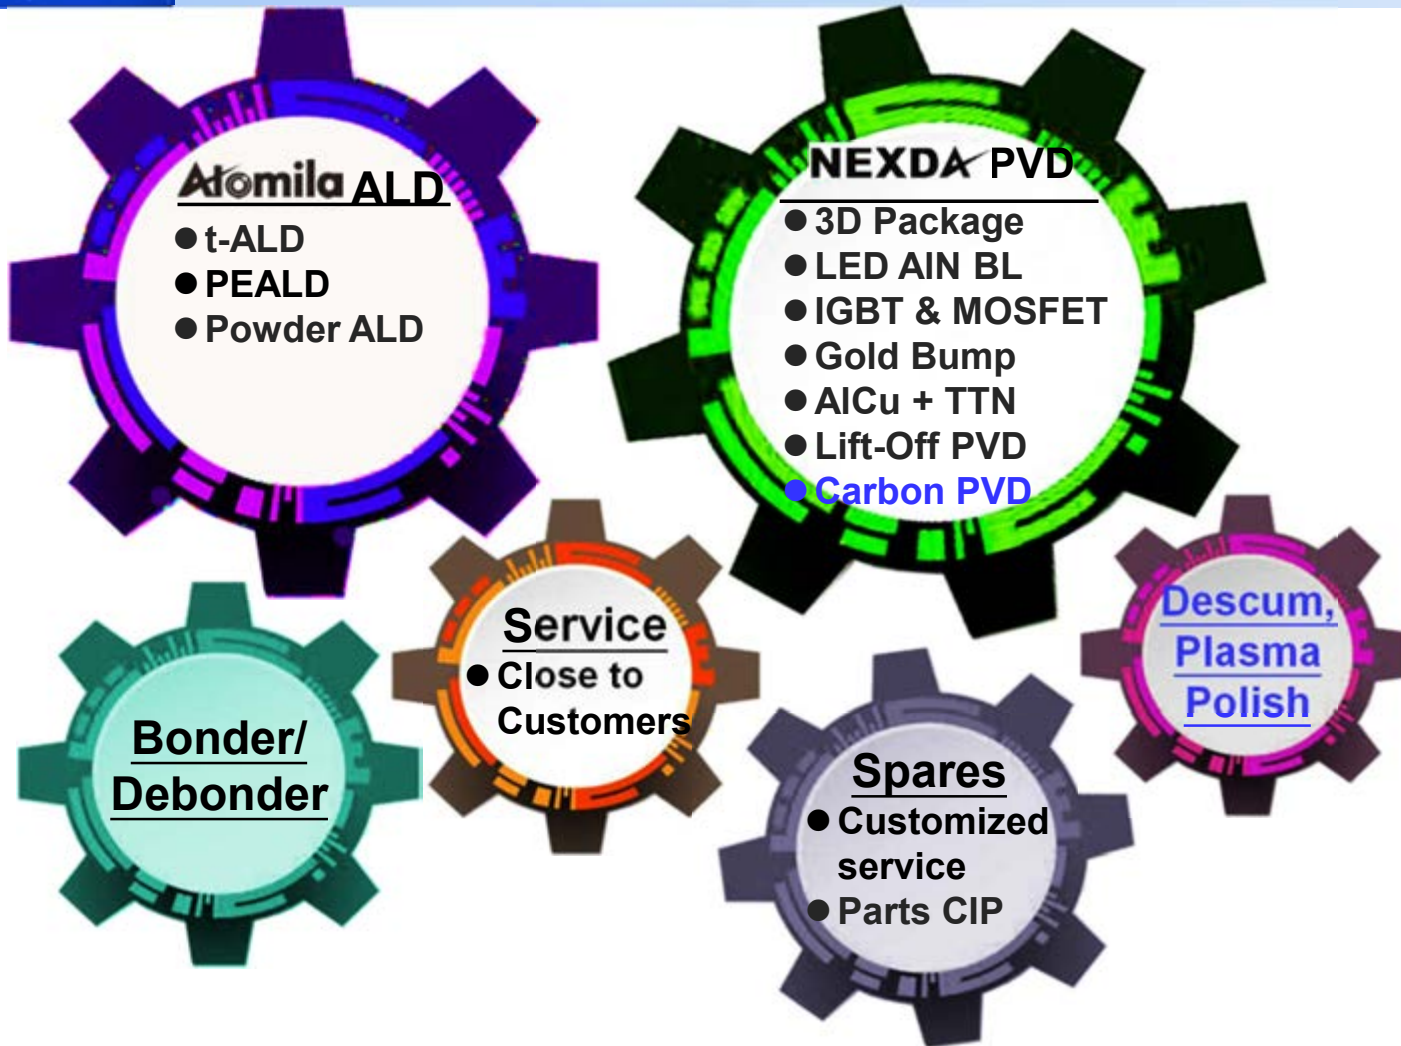 Atomila ALD
● t-ALD
● PEALD
● Powder ALD
NEXDA PVD
● 3D Package
● LED AlN BL
● IGBT & MOSFET
● Gold Bump
● AlCu + TTN
● Lift-Off PVD
● Carbon PVD
Service
● Close to
Customers
Descum,
Plasma
Polish
Bonder/
Debonder
Spares
● Customized
service
● Parts CIP